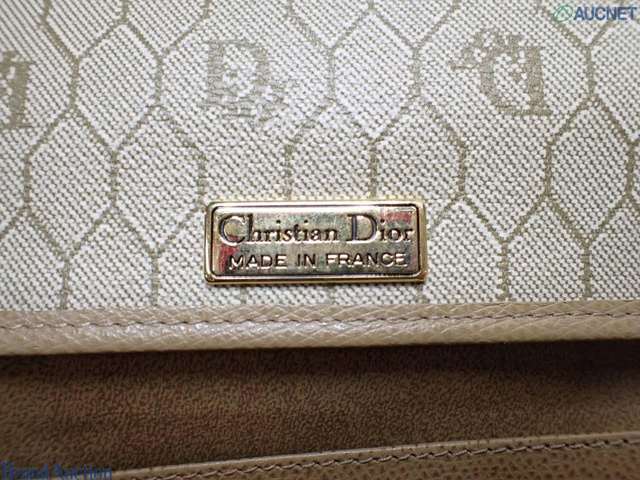 AUCNET
Christian Dior
MADE IN FRANCE
Brand Auction